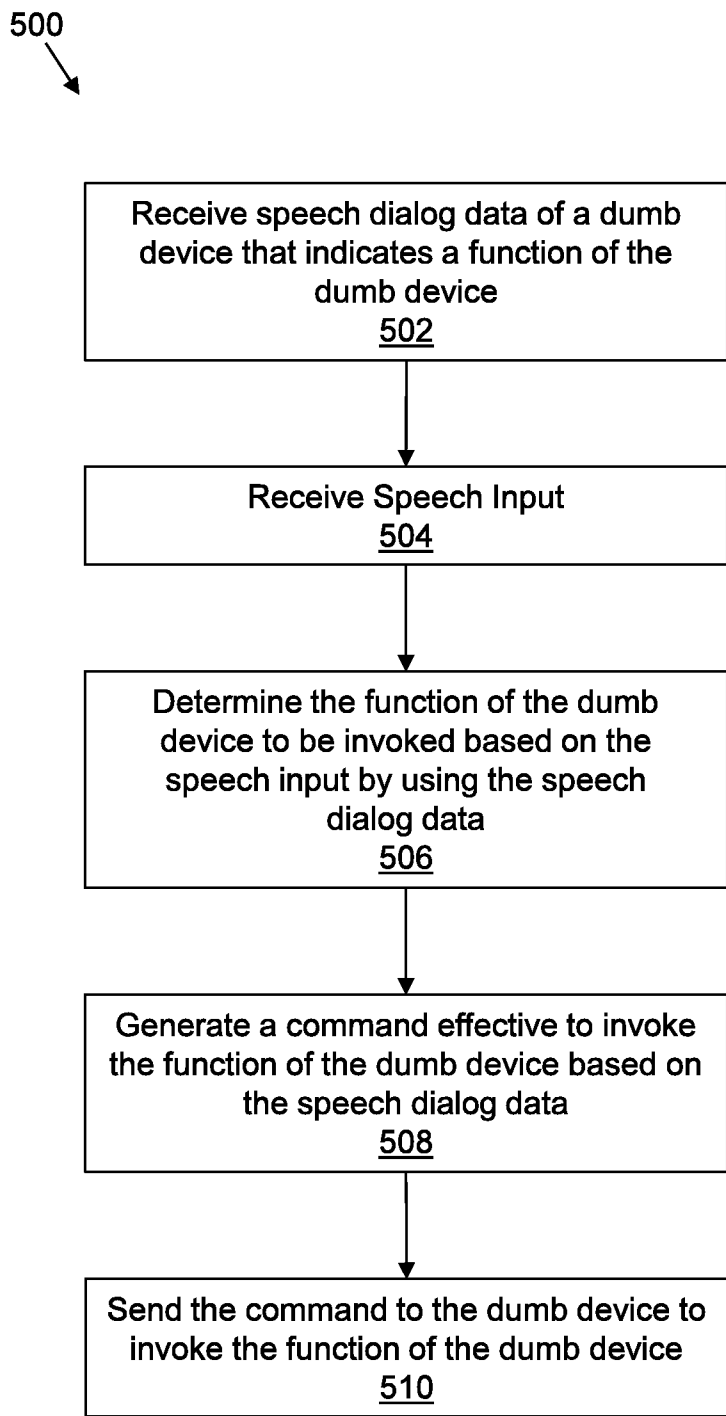 500
Receive speech dialog data of a dumb
device that indicates a function of the
dumb device
502
Receive Speech Input
504
Determine the function of the dumb
device to be invoked based on the
speech input by using the speech
dialog data
506
Generate a command effective to invoke
the function of the dumb device based on
the speech dialog data
508
Send the command to the dumb device to
invoke the function of the dumb device
510